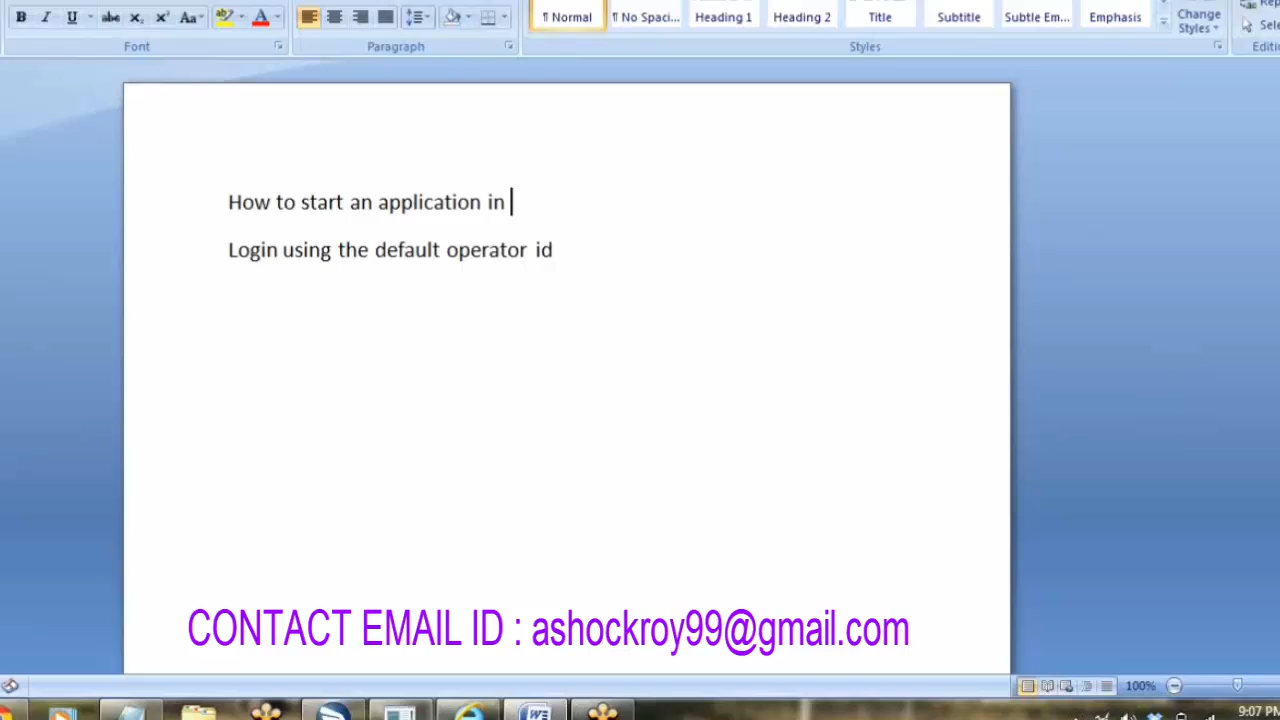 B I U abc x₂ x² Aa ab A
¶ Normal ¶ No Spaci... Heading 1 Heading 2 Title Subtitle Subtle Em... Emphasis Change Styles
Font Paragraph Styles
How to start an application in
Login using the default operator id
CONTACT EMAIL ID : ashockroy99@gmail.com
100%
9:07 PM